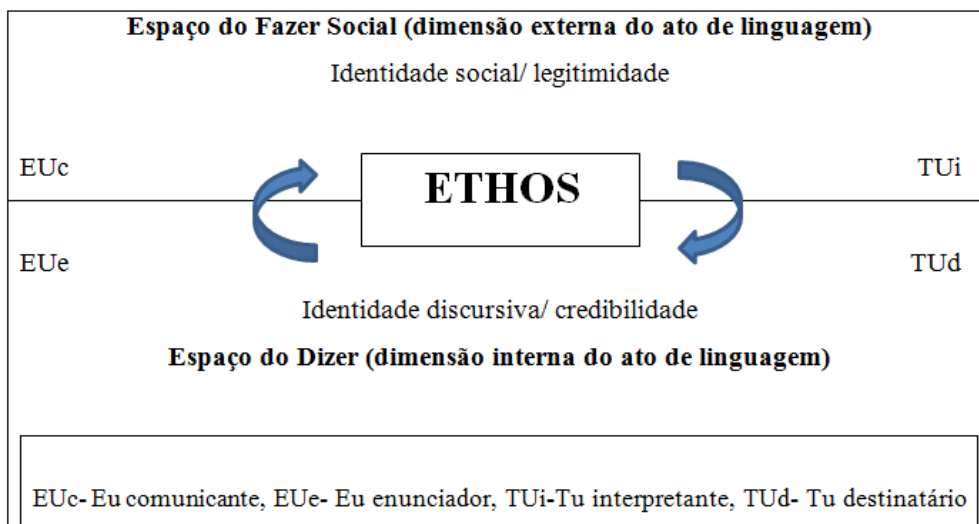 Espaço do Fazer Social (dimensão externa do ato de linguagem)
Identidade social/ legitimidade
EUc
TUi
ETHOS
EUe
TUd
Identidade discursiva/ credibilidade
Espaço do Dizer (dimensão interna do ato de linguagem)
EUc- Eu comunicante, EUe- Eu enunciador, TUi-Tu interpretante, TUd- Tu destinatário